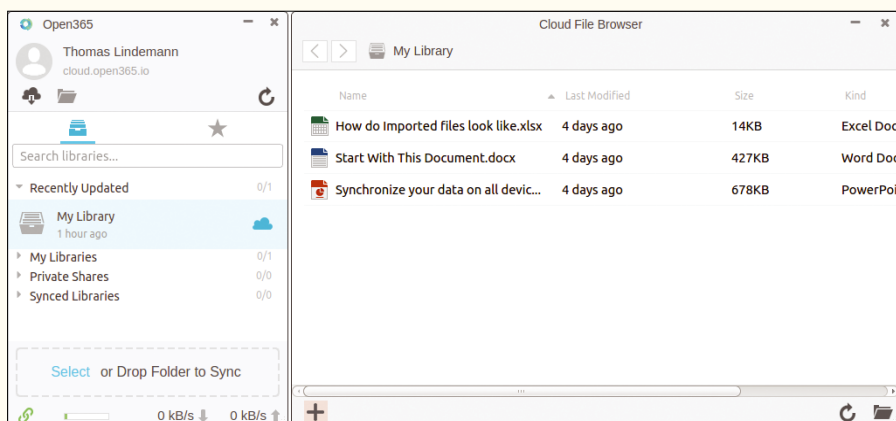 Open365
Thomas Lindemann
cloud.open365.io
Search libraries...
Recently Updated 0/1
My Library
1 hour ago
My Libraries 0/1
Private Shares 0/0
Synced Libraries 0/0
Select or Drop Folder to Sync
0 kB/s 0 kB/s
Cloud File Browser
My Library
Name Last Modified Size Kind
How do Imported files look like.xlsx 4 days ago 14KB Excel Doc
Start With This Document.docx 4 days ago 427KB Word Doc
Synchronize your data on all devic... 4 days ago 678KB PowerPoi